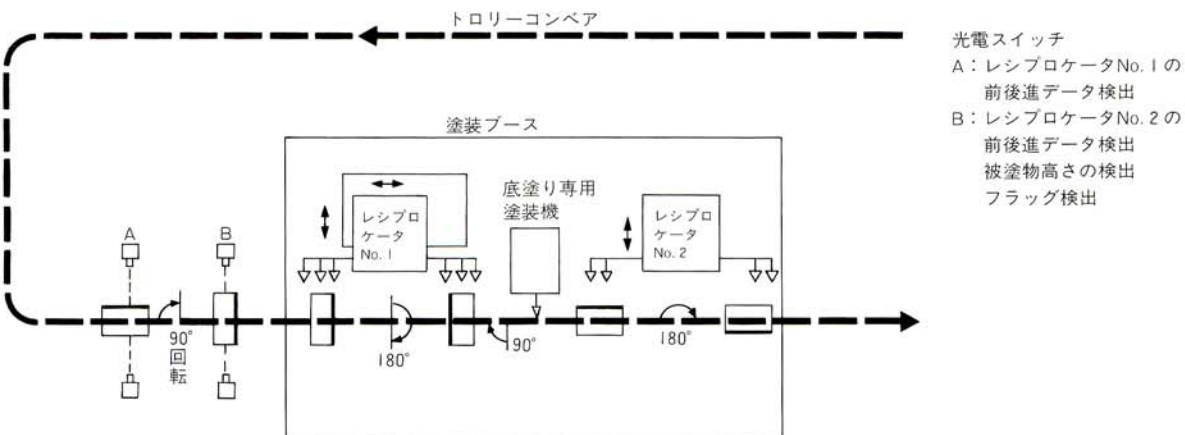 トロリーコンベア
光電スイッチ
A:レシプロケータNo.1の
前後進データ検出
B:レシプロケータNo.2の
前後進データ検出
被塗物高さの検出
フラッグ検出
塗装ブース
底塗り専用
塗装機
レシプロ
ケータ
No.1
レシプロ
ケータ
No.2
A
B
90°
回転
180°
90°
180°